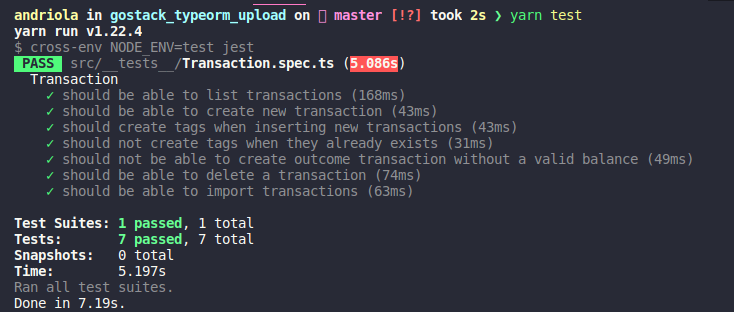 andriola in gostack_typeorm_upload on master [!?] took 2s ❯ yarn test
yarn run v1.22.4
$ cross-env NODE_ENV=test jest
PASS src/__tests__/Transaction.spec.ts (5.086s)
Transaction
✓ should be able to list transactions (168ms)
✓ should be able to create new transaction (43ms)
✓ should create tags when inserting new transactions (43ms)
✓ should not create tags when they already exists (31ms)
✓ should not be able to create outcome transaction without a valid balance (49ms)
✓ should be able to delete a transaction (74ms)
✓ should be able to import transactions (63ms)
Test Suites: 1 passed, 1 total
Tests: 7 passed, 7 total
Snapshots: 0 total
Time: 5.197s
Ran all test suites.
Done in 7.19s.